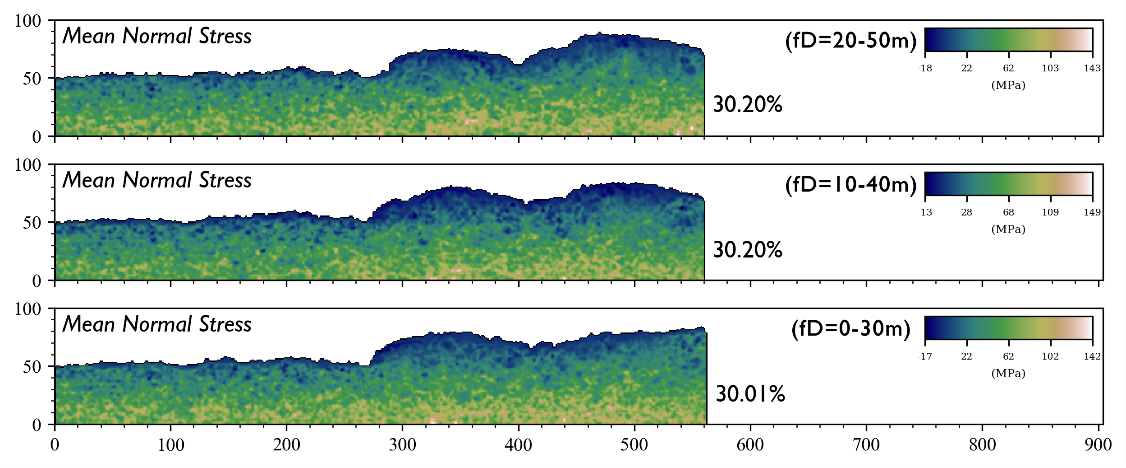 100
50
0
Mean Normal Stress
(fD=20-50m)
-18 22 62 103 143
(MPa)
30.20%
100
50
0
Mean Normal Stress
(fD=10-40m)
13 28 68 109 149
(MPa)
30.20%
100
50
0
Mean Normal Stress
(fD=0-30m)
-17 22 62 102 142
(MPa)
30.01%
0 100 200 300 400 500 600 700 800 900